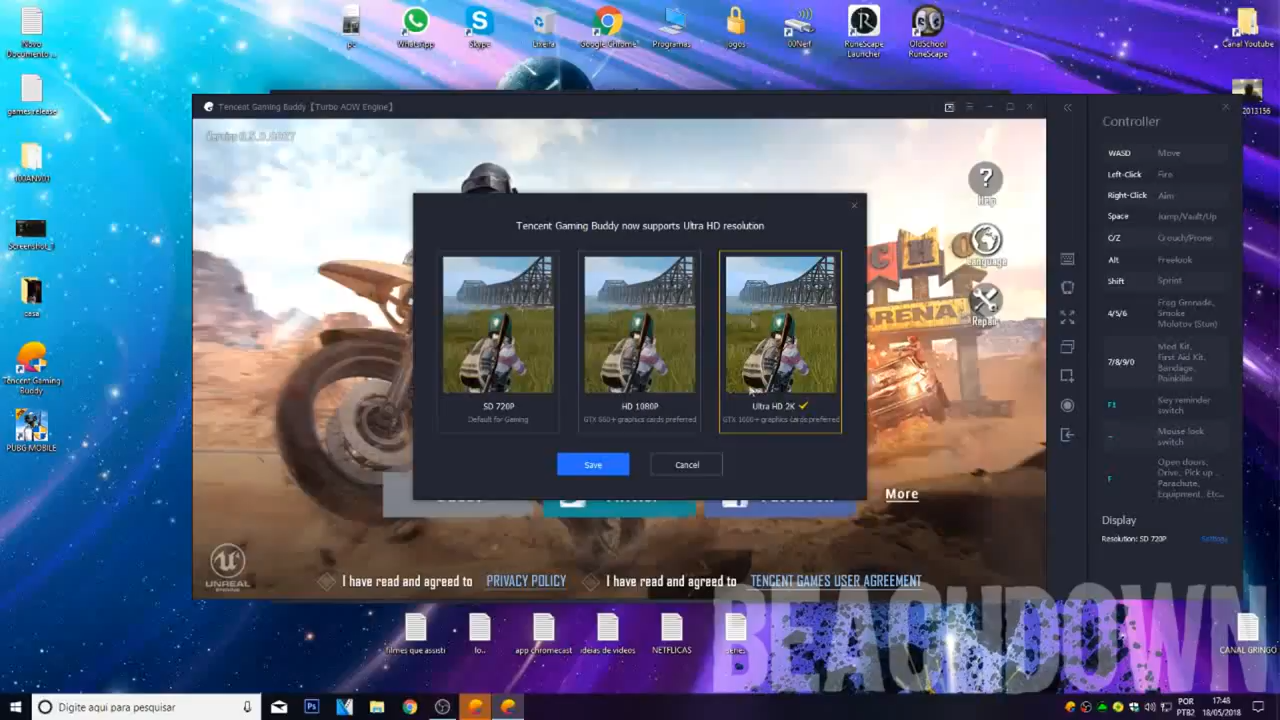 Novo
Documento ...
pc
WhatsApp
Skype
Lixeira
Google Chrome
Programas
Jogos
RuneScape
Launcher
OldSchool
RuneScape
Canal Youtube
games release
2013156
Tencent Gaming Buddy【Turbo AOW Engine】
Screenshot_1
casa
Tencent Gaming
Buddy
PUBG MOBILE
Help
Language
Repair
ARENA
Tencent Gaming Buddy now supports Ultra HD resolution
SD 720P
Default for Gaming
HD 1080P
GTX 660+ graphics cards preferred
Ultra HD 2K
GTX 1060+ graphics cards preferred
Save
Cancel
More
UNREAL
ENGINE
I have read and agreed to PRIVACY POLICY
I have read and agreed to TENCENT GAMES USER AGREEMENT
Controller
WASD Move
Left-Click Fire
Right-Click Aim
Space Jump/Vault/Up
C/Z Crouch/Prone
Alt Freelook
Shift Sprint
4/5/6 Frag Grenade,
Smoke
Molotov (Stun)
7/8/9/0 Med Kit,
First Aid Kit,
Bandage,
Painkiller
F1 Key reminder
switch
~ Mouse lock
switch
F Open doors,
Drive, Pick up ,
Parachute,
Equipment, Etc...
Display
Resolution: SD 720P Settings
BEACHDOWN
filmes que assisti
lo..
app chromecast
ideias de videos
NETFLICAS
CANAL GRINGO
Digite aqui para pesquisar
POR
PTB2
17:48
18/05/2018